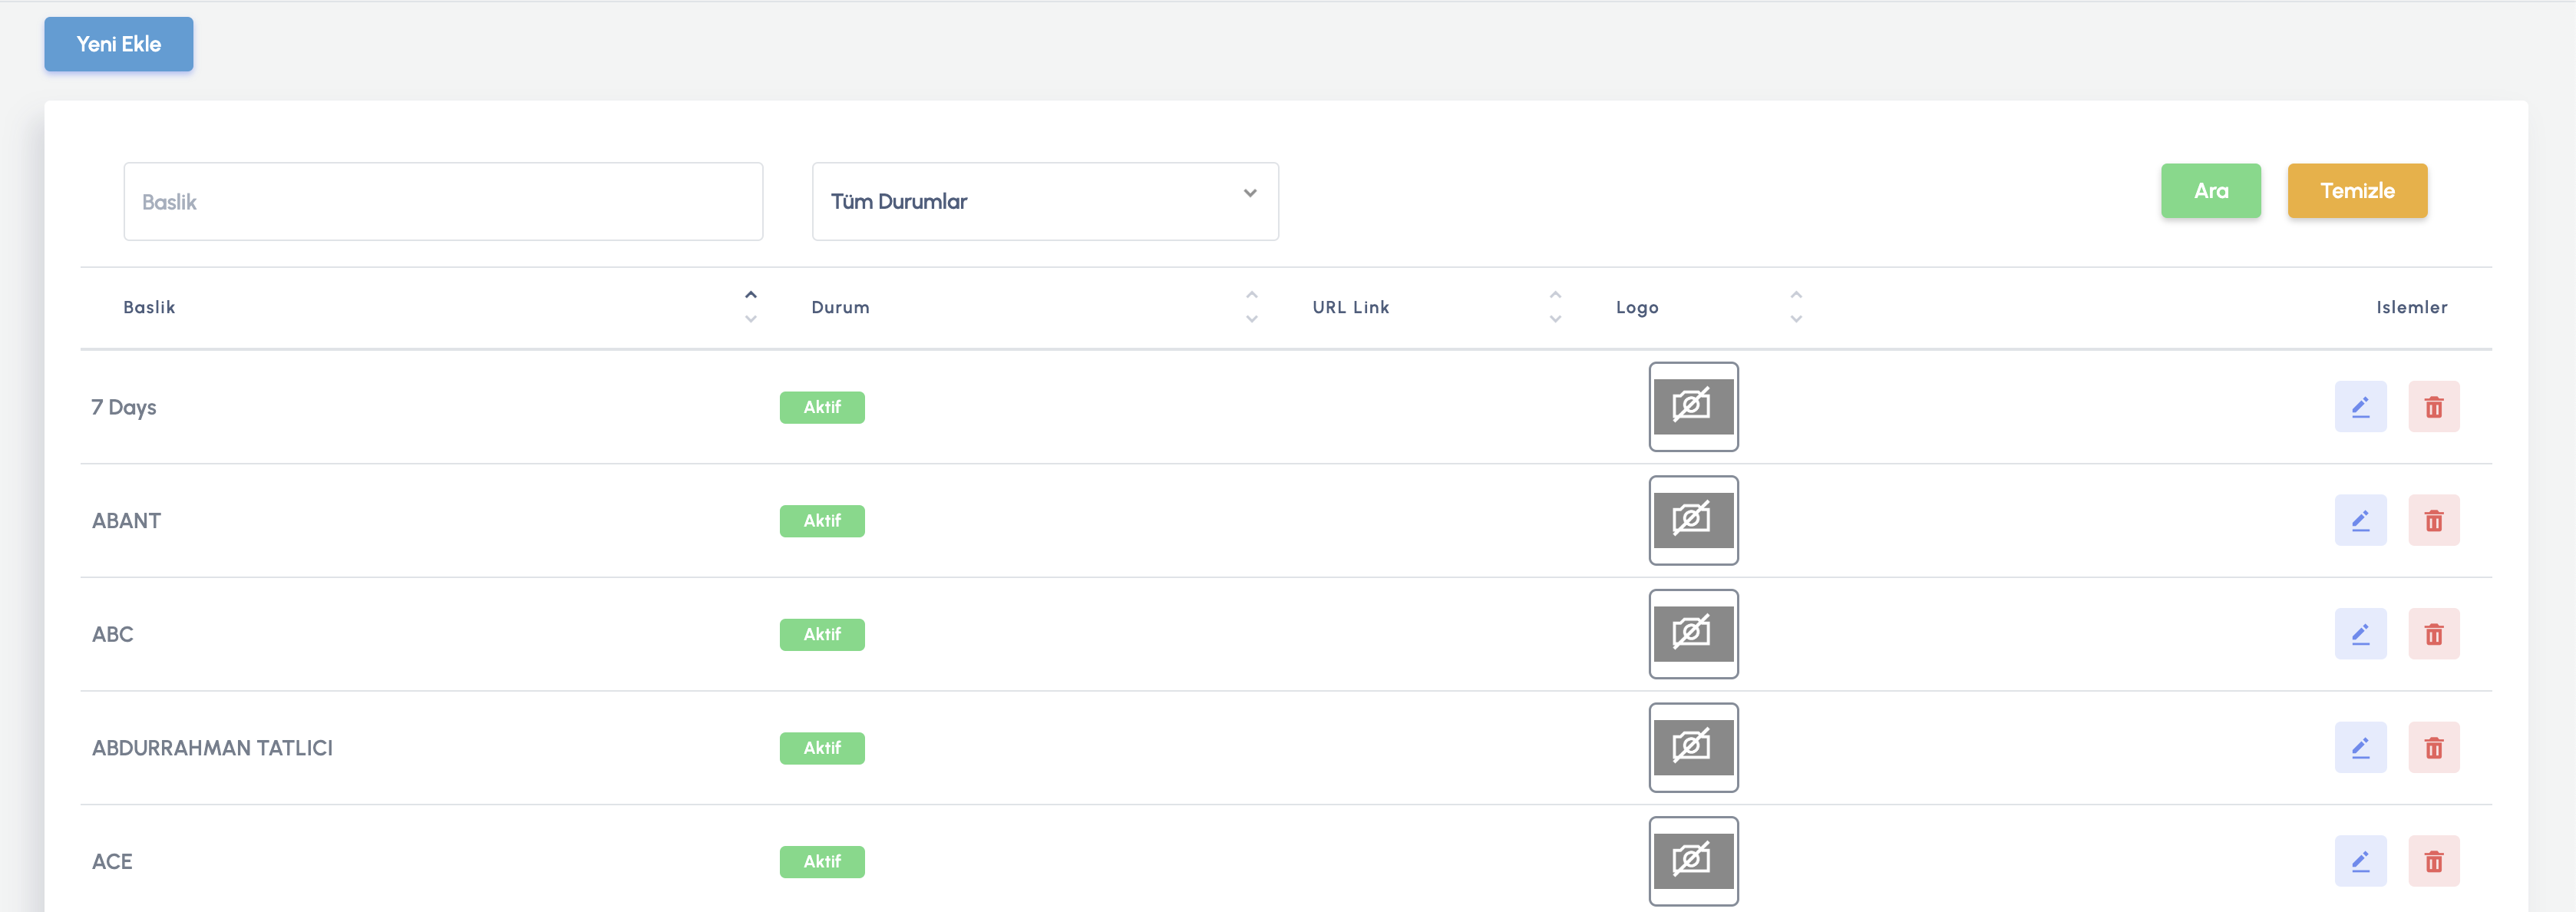 Yeni Ekle
Baslik Tüm Durumlar Ara Temizle
Baslik Durum URL Link Logo Islemler
7 Days Aktif
ABANT Aktif
ABC Aktif
ABDURRAHMAN TATLICI Aktif
ACE Aktif